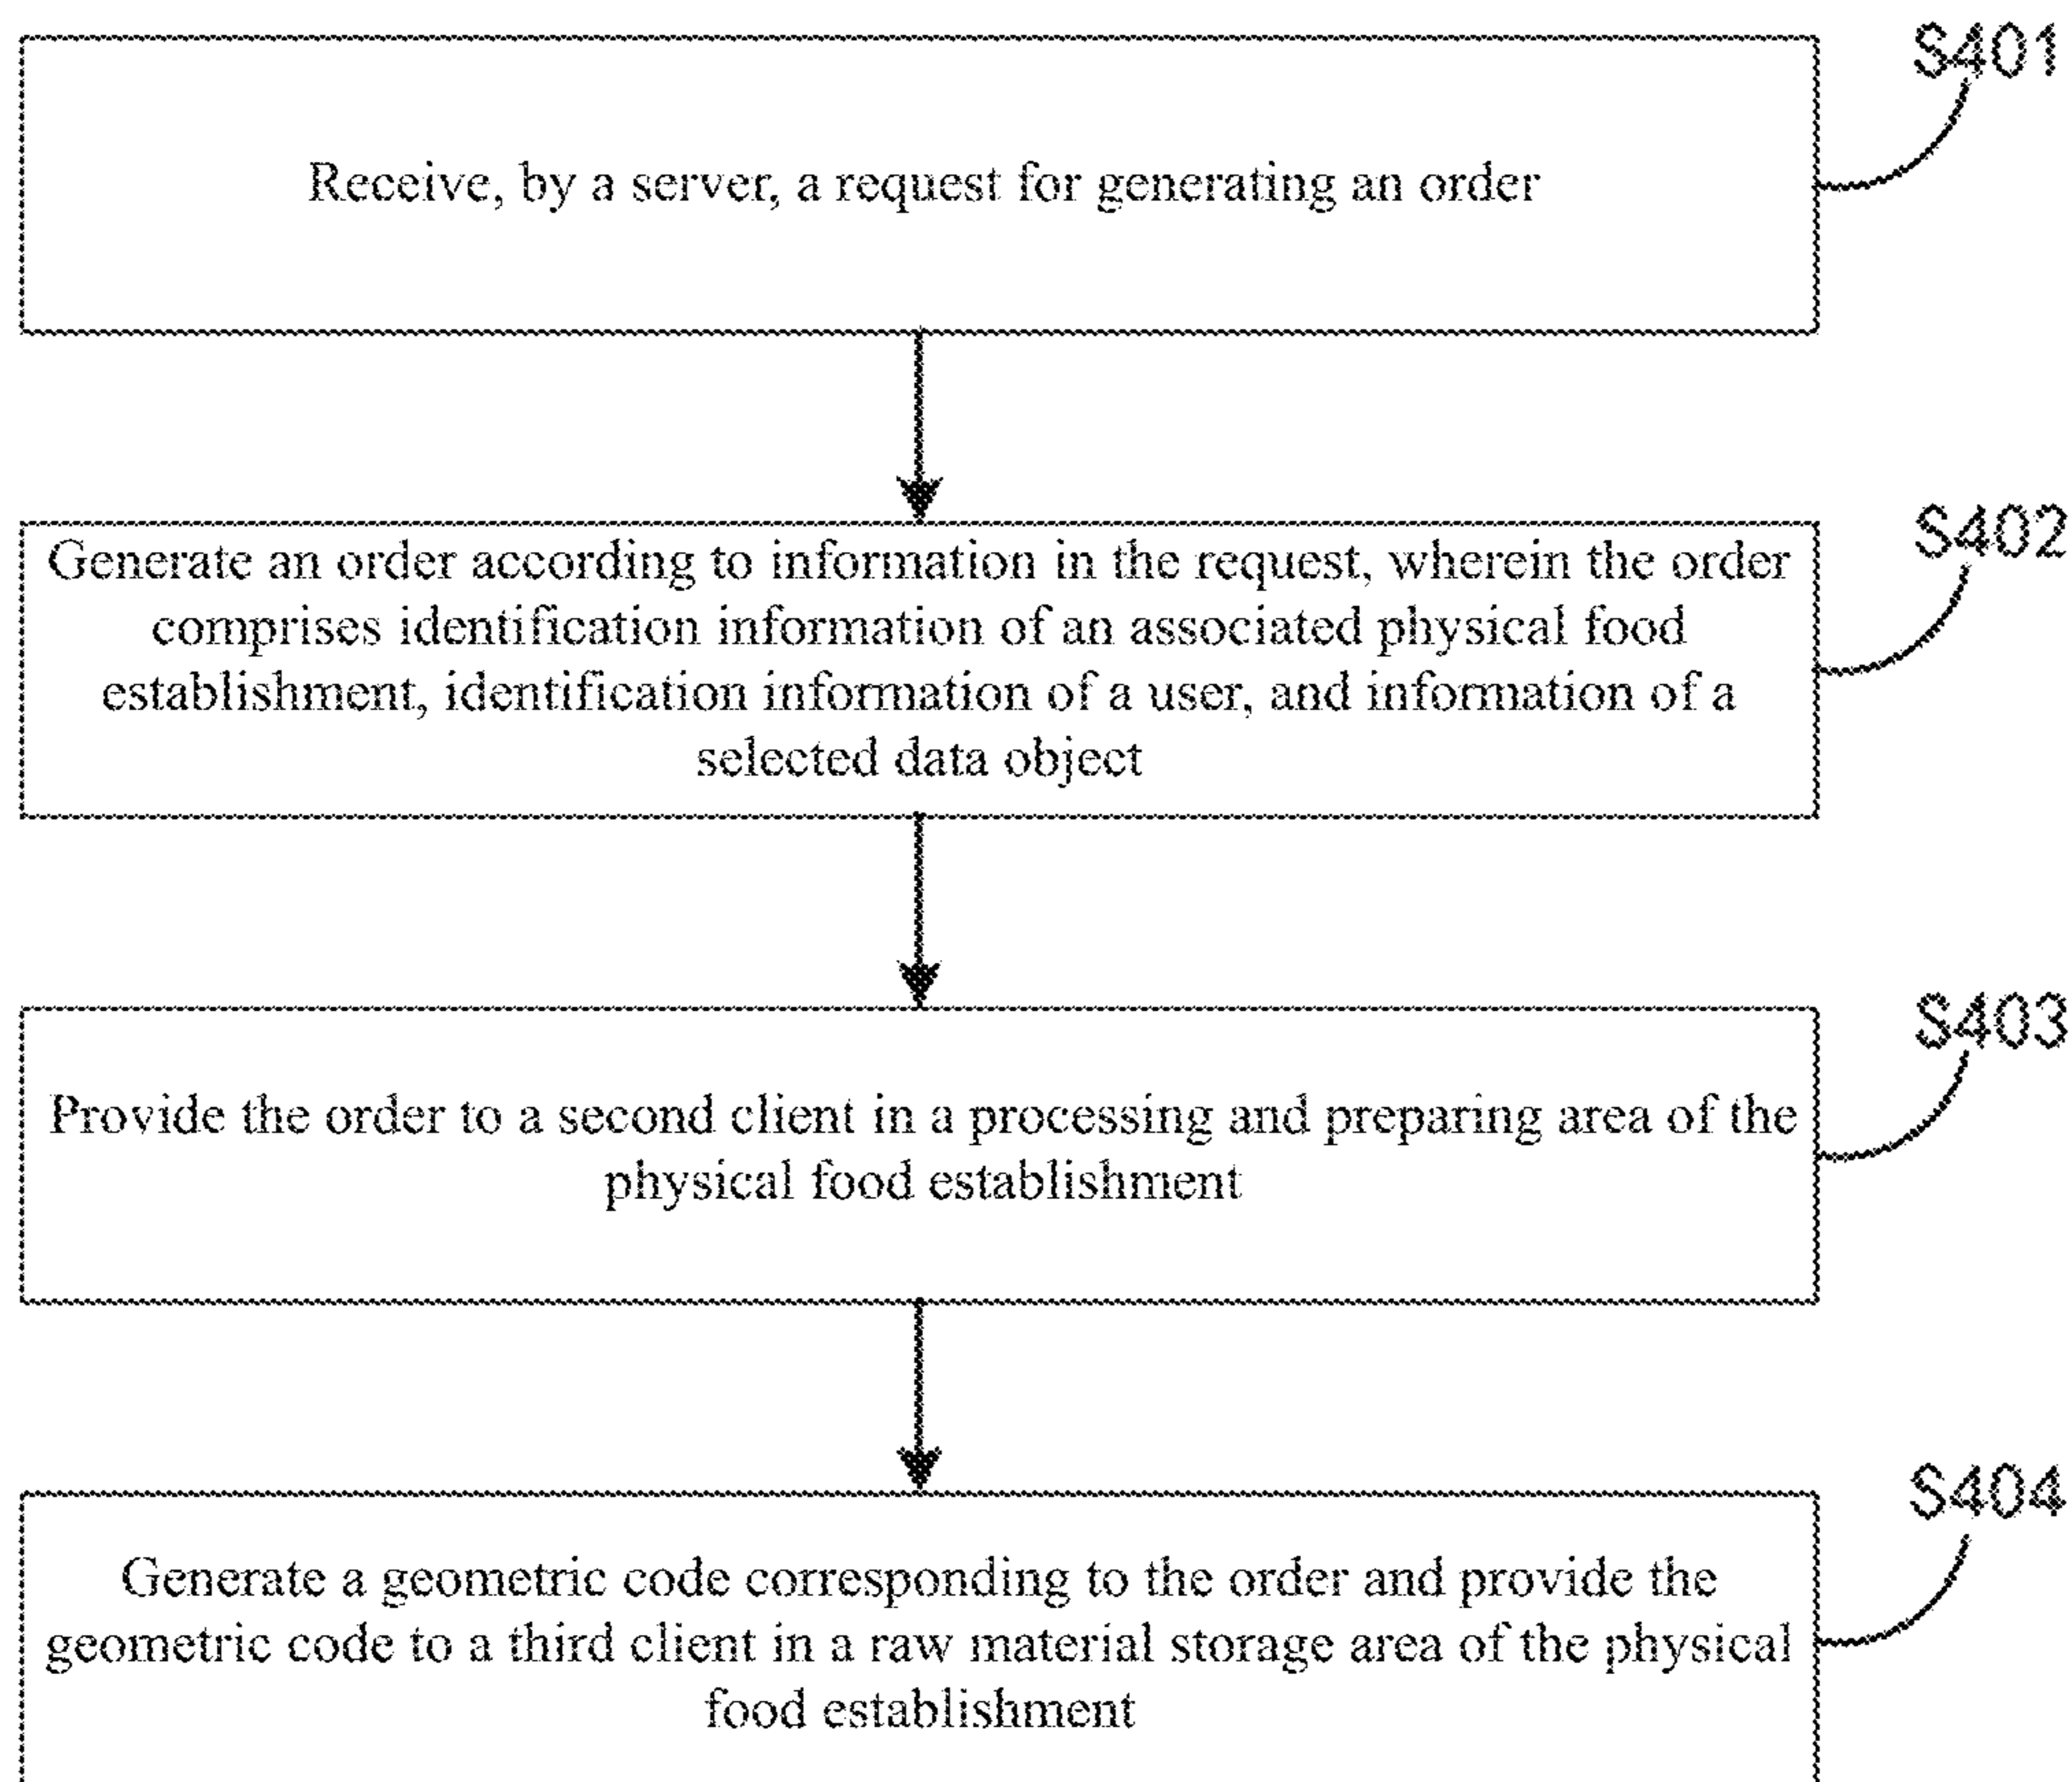 S401
Receive, by a server, a request for generating an order
S402
Generate an order according to information in the request, wherein the order
comprises identification information of an associated physical food
establishment, identification information of a user, and information of a
selected data object
S403
Provide the order to a second client in a processing and preparing area of the
physical food establishment
S404
Generate a geometric code corresponding to the order and provide the
geometric code to a third client in a raw material storage area of the physical
food establishment